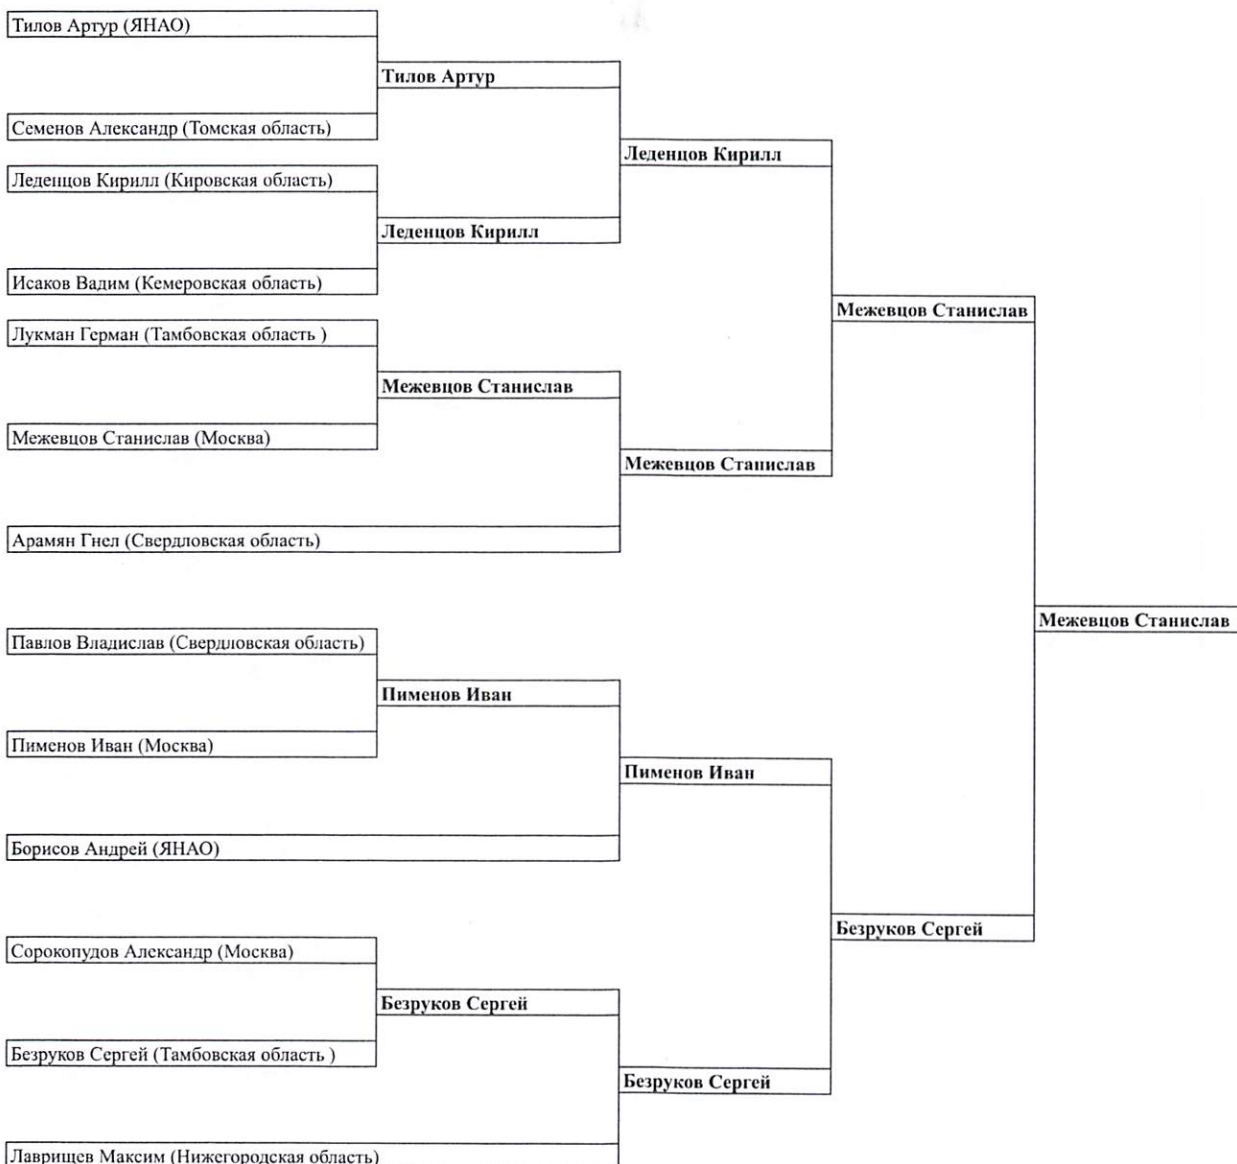 Тилов Артур (ЯНАО)
Тилов Артур
Семенов Александр (Томская область)
Леденцов Кирилл
Леденцов Кирилл (Кировская область)
Леденцов Кирилл
Исаков Вадим (Кемеровская область)
Межевцов Станислав
Лукман Герман (Тамбовская область )
Межевцов Станислав
Межевцов Станислав (Москва)
Межевцов Станислав
Арамян Гнел (Свердловская область)
Межевцов Станислав
Павлов Владислав (Свердловская область)
Пименов Иван
Пименов Иван (Москва)
Пименов Иван
Борисов Андрей (ЯНАО)
Безруков Сергей
Сорокопудов Александр (Москва)
Безруков Сергей
Безруков Сергей (Тамбовская область )
Безруков Сергей
Лаврищев Максим (Нижегородская область)